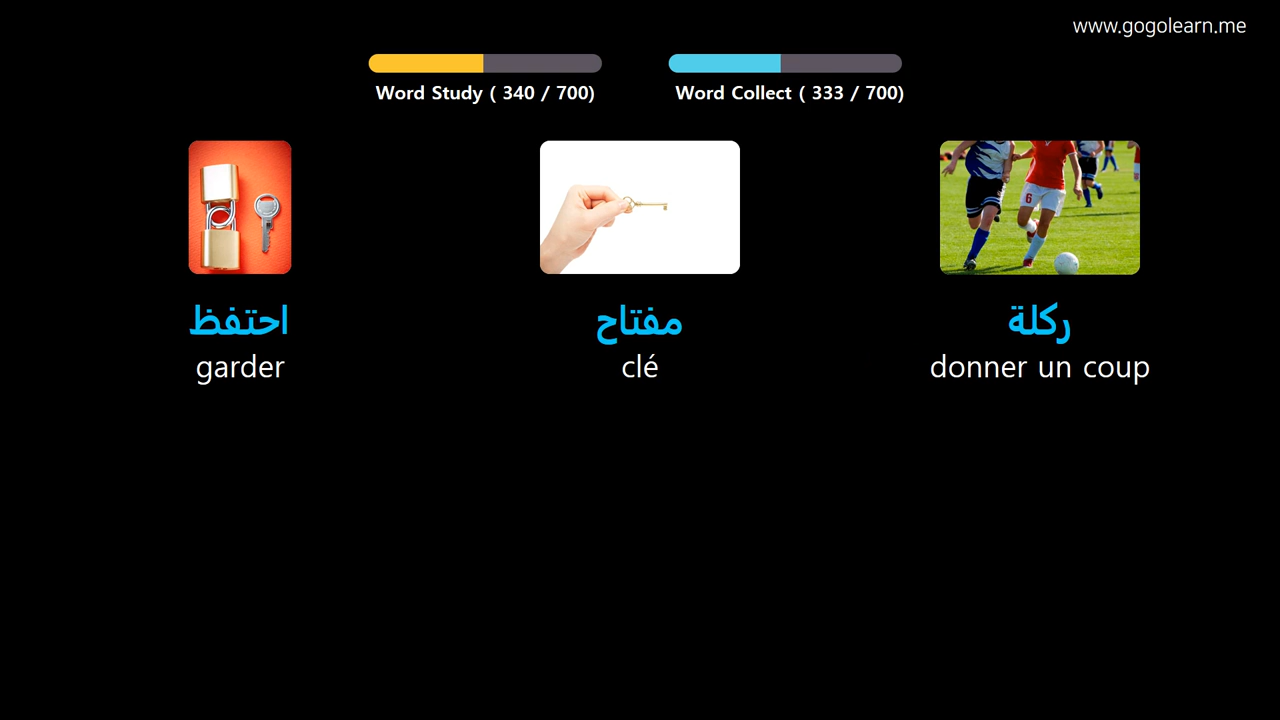 www.gogolearn.me
Word Study ( 340 / 700)
Word Collect ( 333 / 700)
احتفظ
garder
مفتاح
clé
6
ركلة
donner un coup